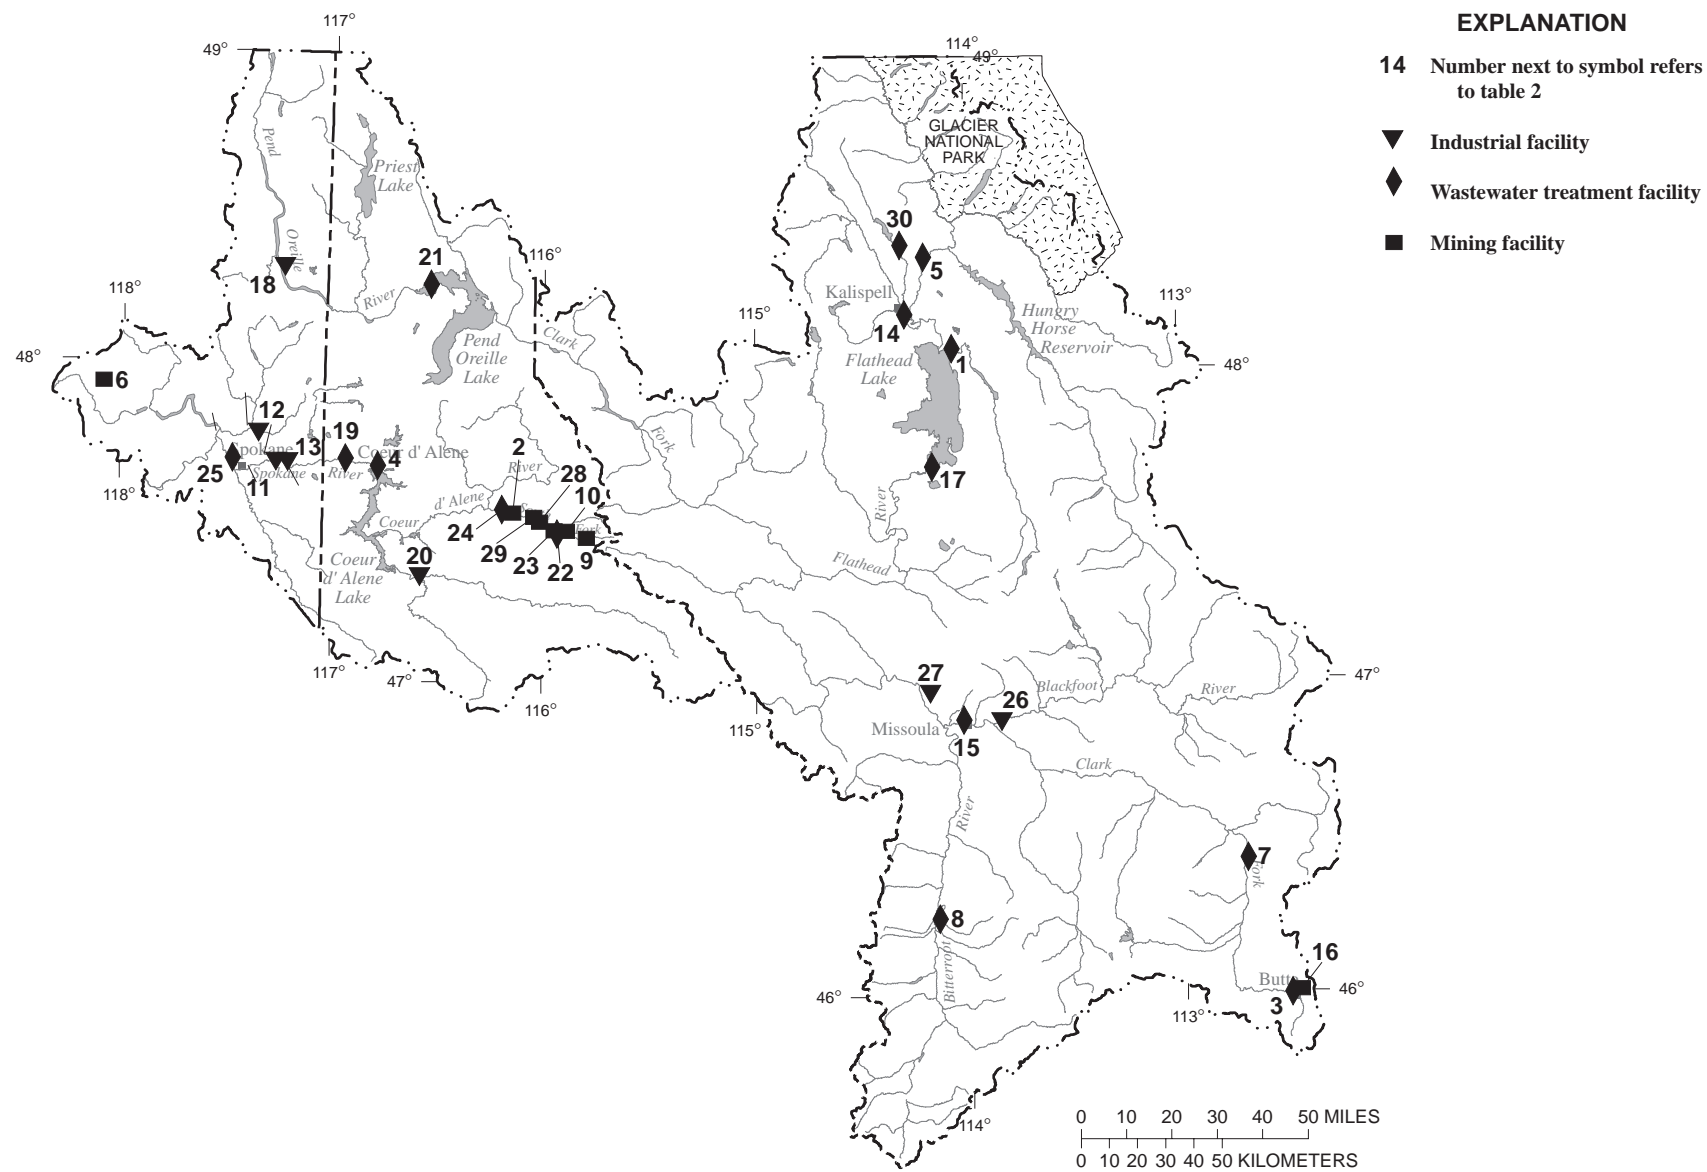 EXPLANATION
14 Number next to symbol refers
to table 2
Industrial facility
Wastewater treatment facility
Mining facility
117°
49°
114°
49°
GLACIER
NATIONAL
PARK
Pend
Oreille
River
Priest
Lake
18
21
116°
118°
48°
6
Pend
Oreille
Lake
Clark
Fork
115°
30
5
Kalispell
14
Flathead
Lake
1
Hungry
Horse
Reservoir
113°
48°
12
Spokane
13
19
Coeur d' Alene
4
25
11
Spokane
River
118°
2
River
28
10
d' Alene
Coeur
24
29
23
22
9
Fork
20
Coeur
d' Alene
Lake
17
River
Flathead
117°
47°
116°
115°
27
26
Blackfoot
River
47°
Missoula
15
Clark
River
7
Fork
8
Bitterroot
16
Butte
3
46°
46°
113°
114°
0 10 20 30 40 50 MILES
0 10 20 30 40 50 KILOMETERS